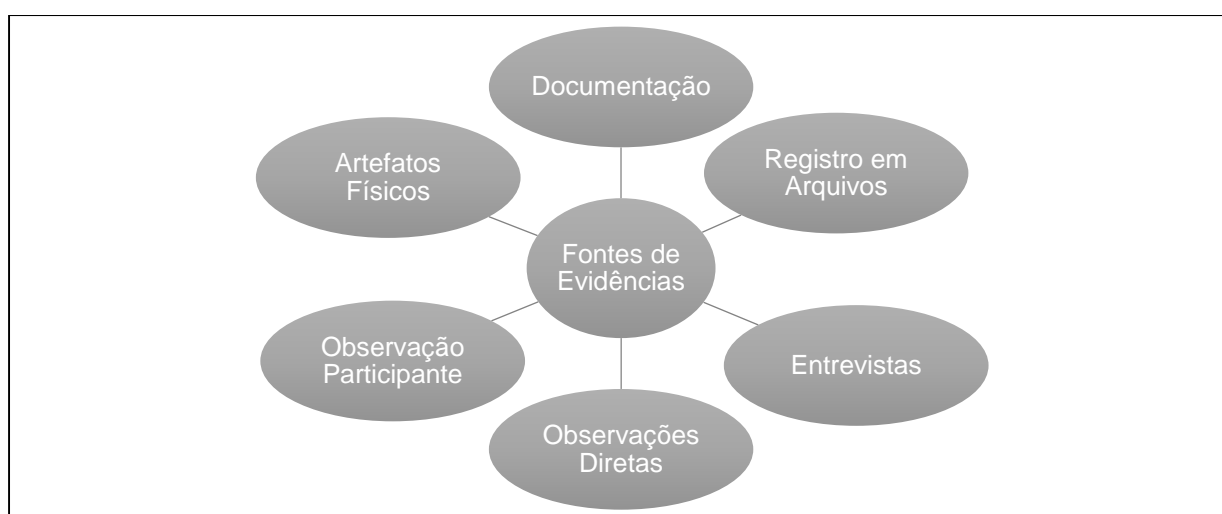 Documentação
Registro em
Arquivos
Entrevistas
Observações
Diretas
Observação
Participante
Artefatos
Físicos
Fontes de
Evidências